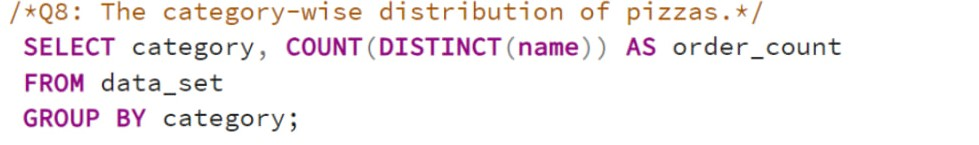 /*Q8: The category-wise distribution of pizzas.*/
SELECT category, COUNT(DISTINCT(name)) AS order_count
FROM data_set
GROUP BY category;